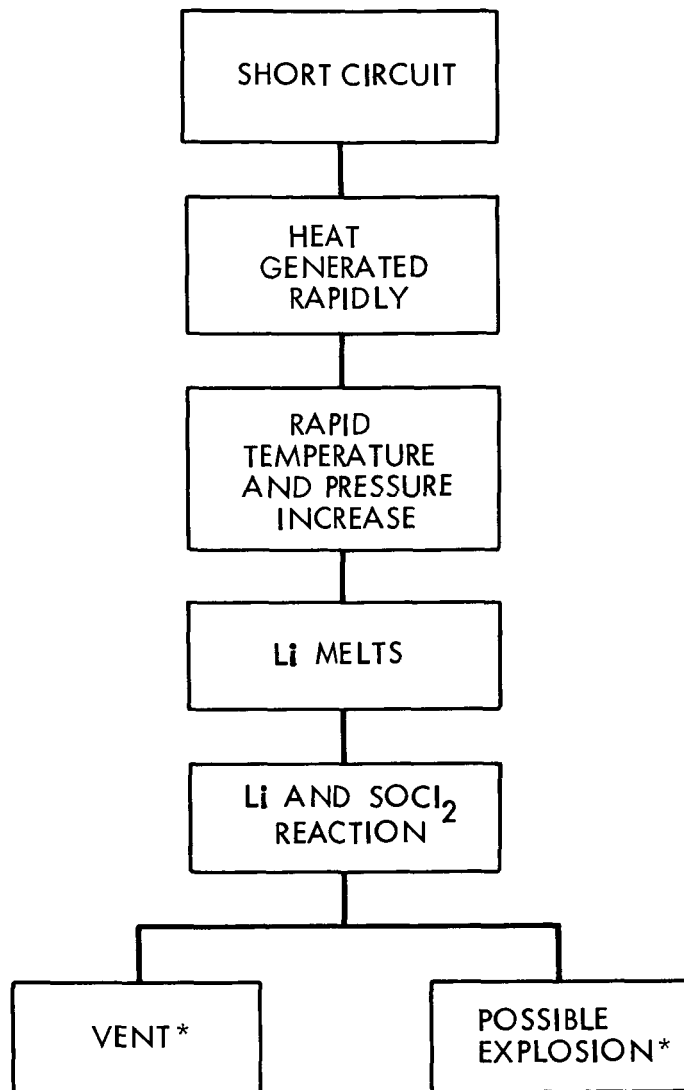 SHORT CIRCUIT
HEAT
GENERATED
RAPIDLY
RAPID
TEMPERATURE
AND PRESSURE
INCREASE
Li MELTS
Li AND SOCl2
REACTION
VENT*
POSSIBLE
EXPLOSION*